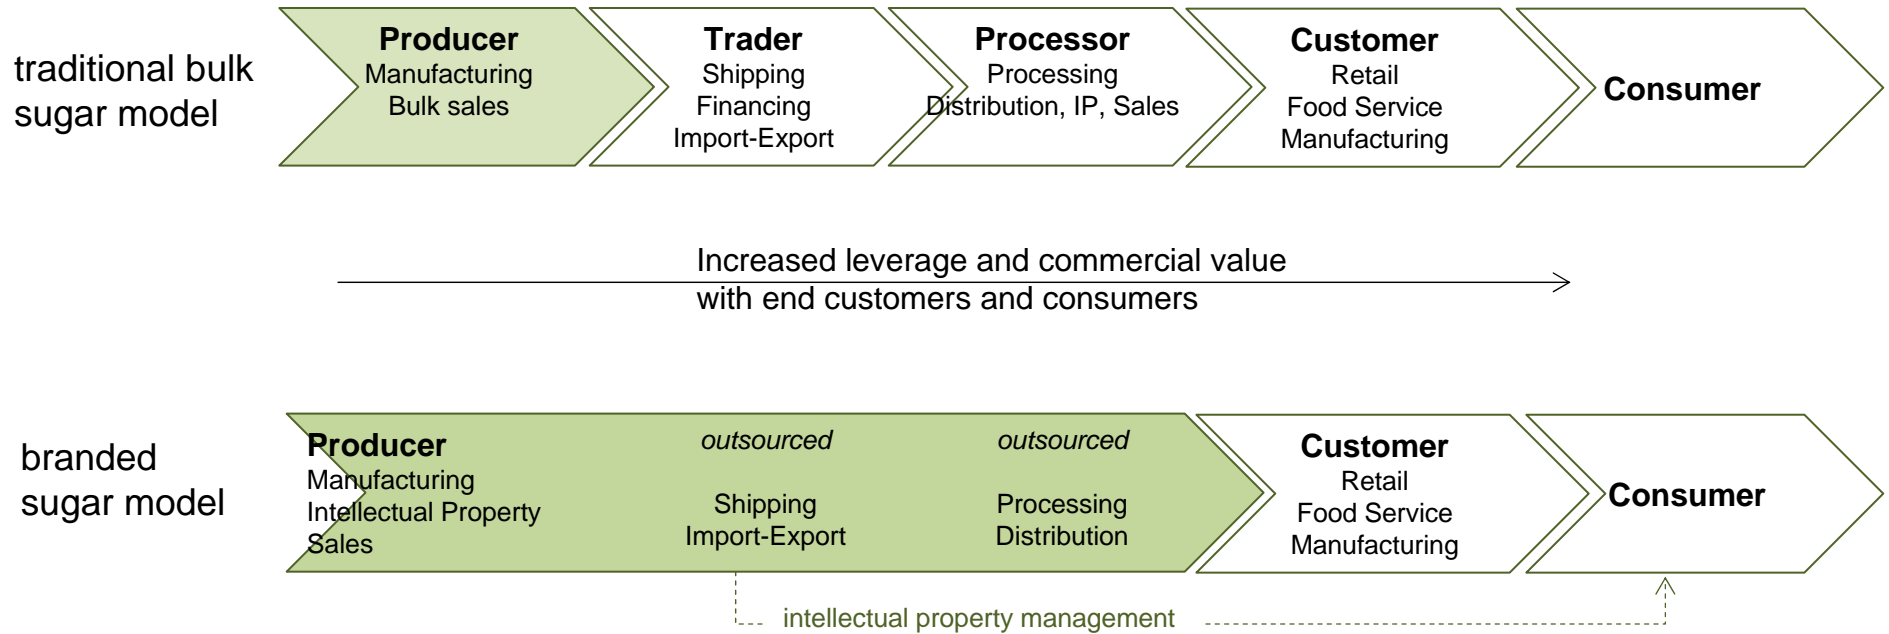 traditional bulk
sugar model
Producer
Manufacturing
Bulk sales
Trader
Shipping
Financing
Import-Export
Processor
Processing
Distribution, IP, Sales
Customer
Retail
Food Service
Manufacturing
Consumer
Increased leverage and commercial value
with end customers and consumers
branded
sugar model
Producer
Manufacturing
Intellectual Property
Sales
outsourced
Shipping
Import-Export
outsourced
Processing
Distribution
Customer
Retail
Food Service
Manufacturing
Consumer
intellectual property management